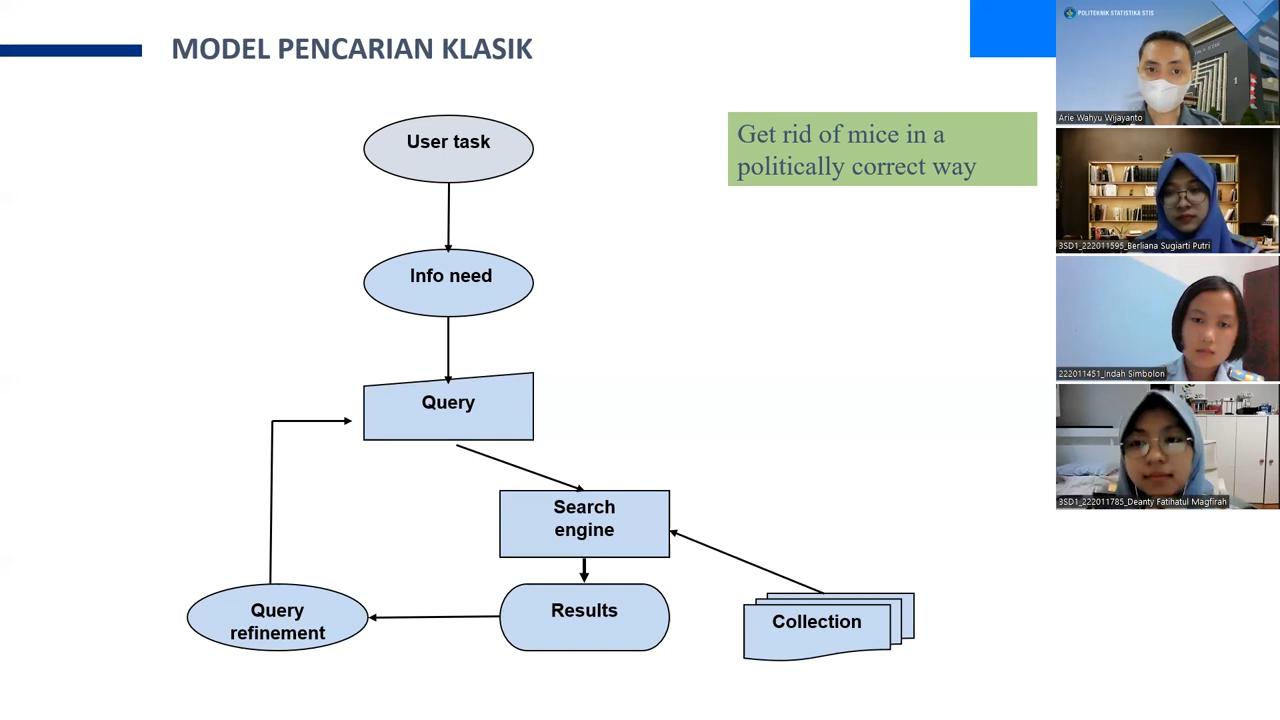 MODEL PENCARIAN KLASIK
User task
Get rid of mice in a
politically correct way
Info need
Query
Search
engine
Results
Query
refinement
Collection
POLITEKNIK STATISTIKA STIS
Arie Wahyu Wijayanto
3SD1_222011595_Berliana Sugiarti Putri
222011451_Indah Simbolon
3SD1_222011785_Deanty Fatihatul Magfirah